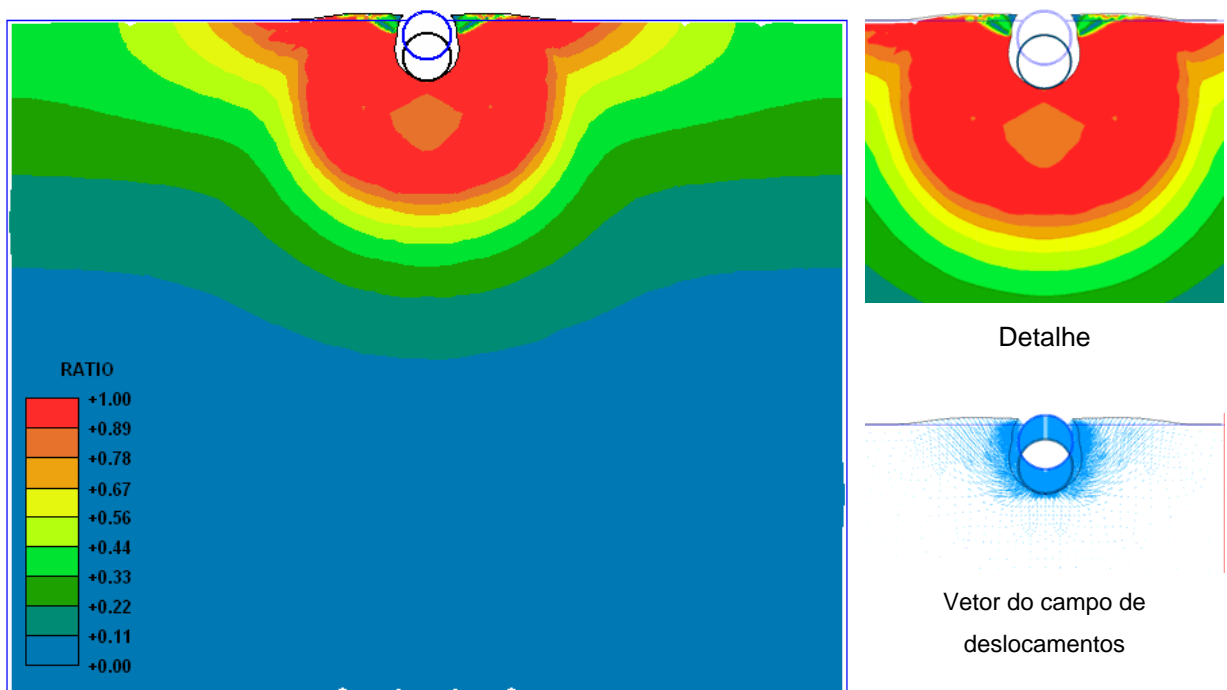 RATIO
+1.00
+0.89
+0.78
+0.67
+0.56
+0.44
+0.33
+0.22
+0.11
+0.00
Detalhe
Vetor do campo de
deslocamentos